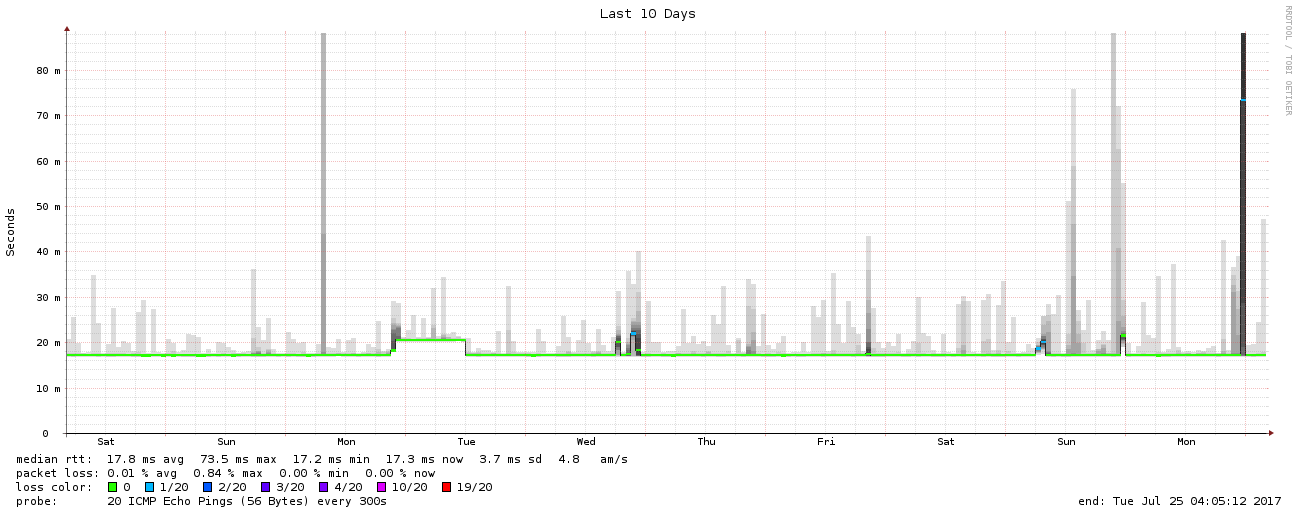 Last 10 Days
RRDTOOL / TOBI OETIKER
Seconds
80 m
70 m
60 m
50 m
40 m
30 m
20 m
10 m
0
Sat Sun Mon Tue Wed Thu Fri Sat Sun Mon
median rtt: 17.8 ms avg 73.5 ms max 17.2 ms min 17.3 ms now 3.7 ms sd 4.8 am/s
packet loss: 0.01 % avg 0.84 % max 0.00 % min 0.00 % now
loss color: 0 1/20 2/20 3/20 4/20 10/20 19/20
probe: 20 ICMP Echo Pings (56 Bytes) every 300s end: Tue Jul 25 04:05:12 2017